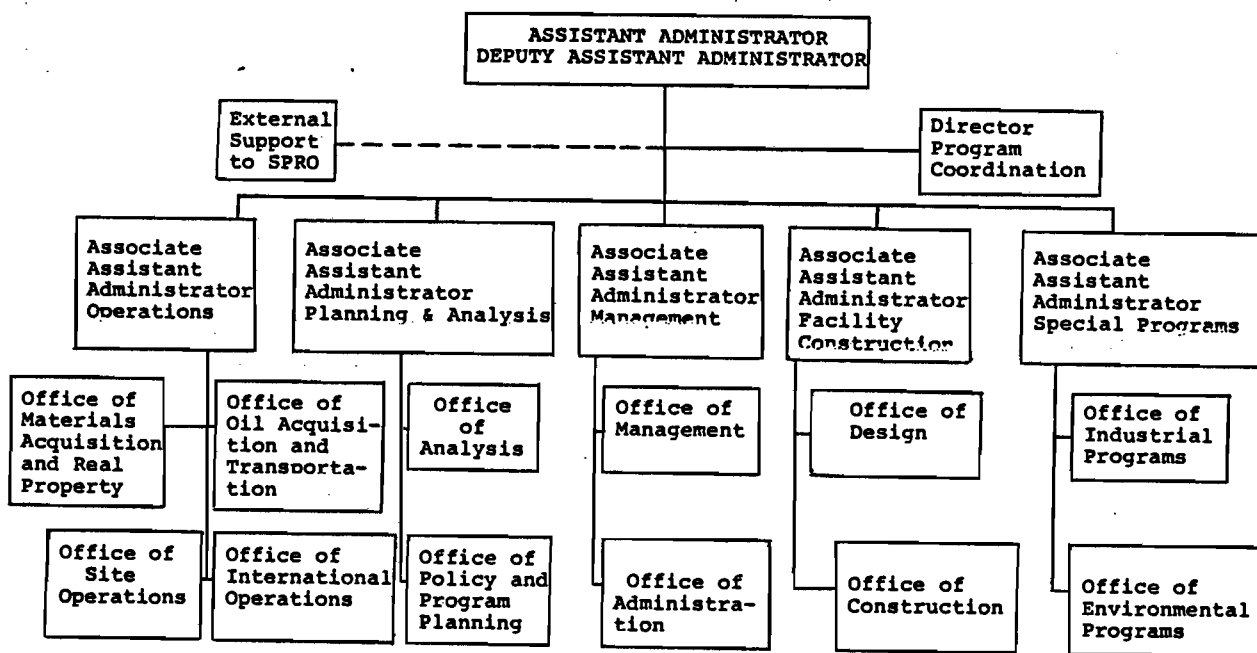 ASSISTANT ADMINISTRATOR
DEPUTY ASSISTANT ADMINISTRATOR
External
Support
to SPRO
Director
Program
Coordination
Associate
Assistant
Administrator
Operations
Associate
Assistant
Administrator
Planning & Analysis
Associate
Assistant
Administrator
Management
Associate
Assistant
Administrator
Facility
Construction
Associate
Assistant
Administrator
Special Programs
Office of
Materials
Acquisition
and Real
Property
Office of
Oil Acquisi-
tion and
Transporta-
tion
Office
of
Analysis
Office of
Management
Office of
Design
Office of
Industrial
Programs
Office of
Site
Operations
Office of
International
Operations
Office of
Policy and
Program
Planning
Office of
Administra-
tion
Office of
Construction
Office of
Environmental
Programs